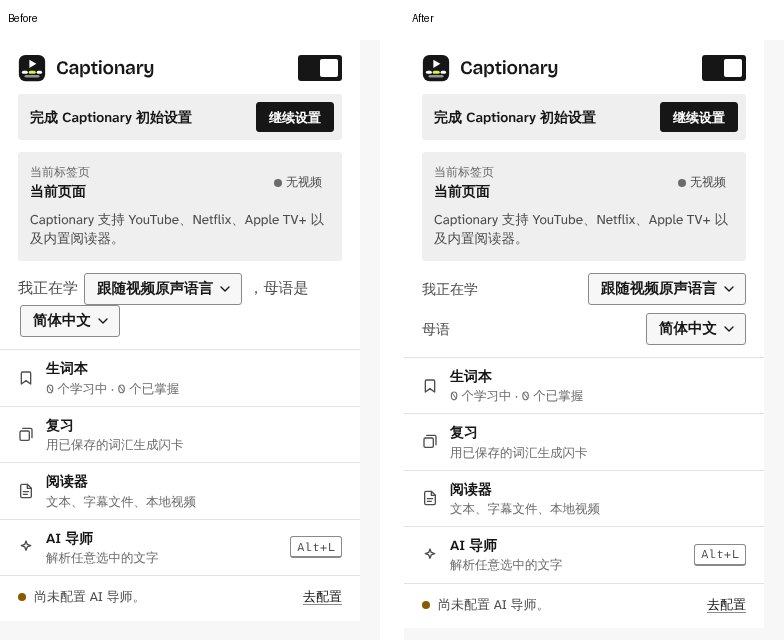 Before
Captionary
完成 Captionary 初始设置
继续设置
当前标签页
当前页面
无视频
Captionary 支持 YouTube、Netflix、Apple TV+ 以
及内置阅读器。
我正在学 跟随视频原声语言 ，母语是
简体中文
生词本
0 个学习中 · 0 个已掌握
复习
用已保存的词汇生成闪卡
阅读器
文本、字幕文件、本地视频
AI 导师
解析任意选中的文字
Alt+L
尚未配置 AI 导师。
去配置
After
Captionary
完成 Captionary 初始设置
继续设置
当前标签页
当前页面
无视频
Captionary 支持 YouTube、Netflix、Apple TV+ 以
及内置阅读器。
我正在学 跟随视频原声语言
母语 简体中文
生词本
0 个学习中 · 0 个已掌握
复习
用已保存的词汇生成闪卡
阅读器
文本、字幕文件、本地视频
AI 导师
解析任意选中的文字
Alt+L
尚未配置 AI 导师。
去配置